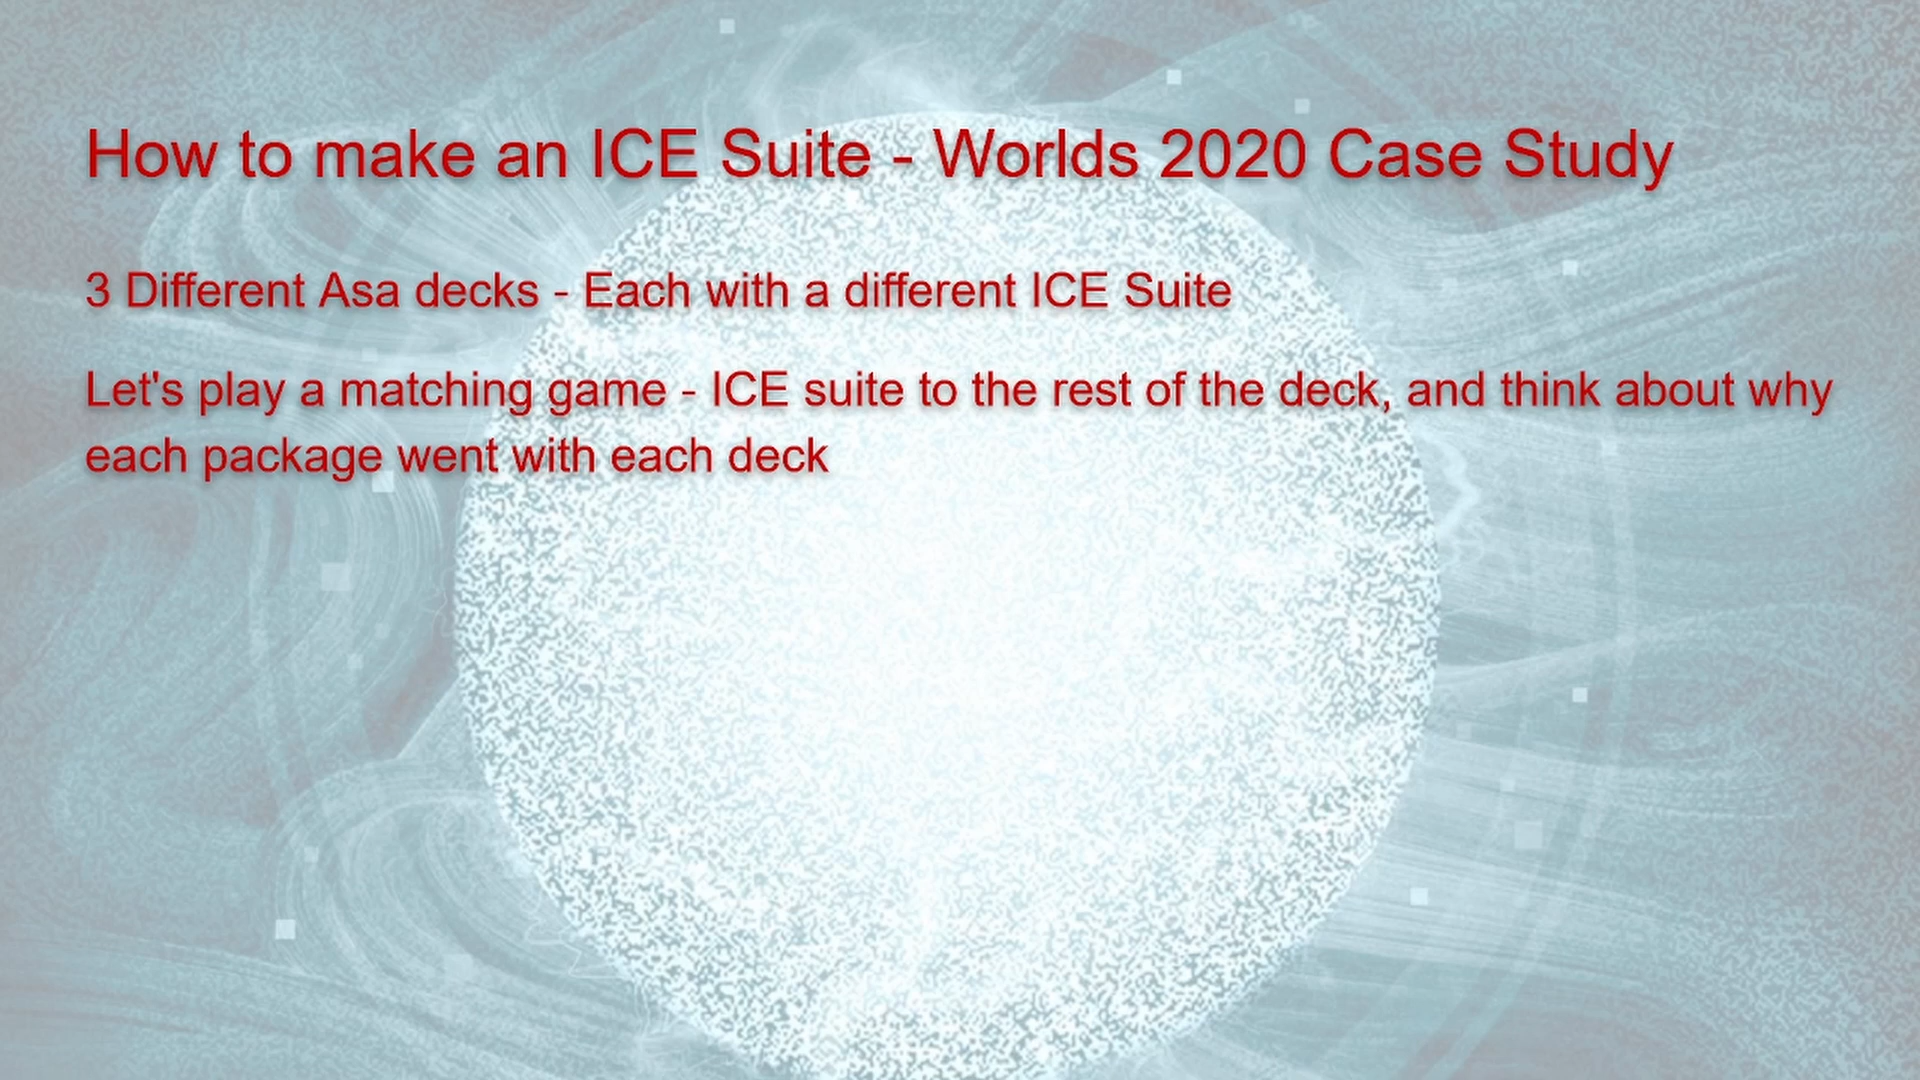 How to make an ICE Suite - Worlds 2020 Case Study
3 Different Asa decks - Each with a different ICE Suite
Let's play a matching game - ICE suite to the rest of the deck, and think about why
each package went with each deck